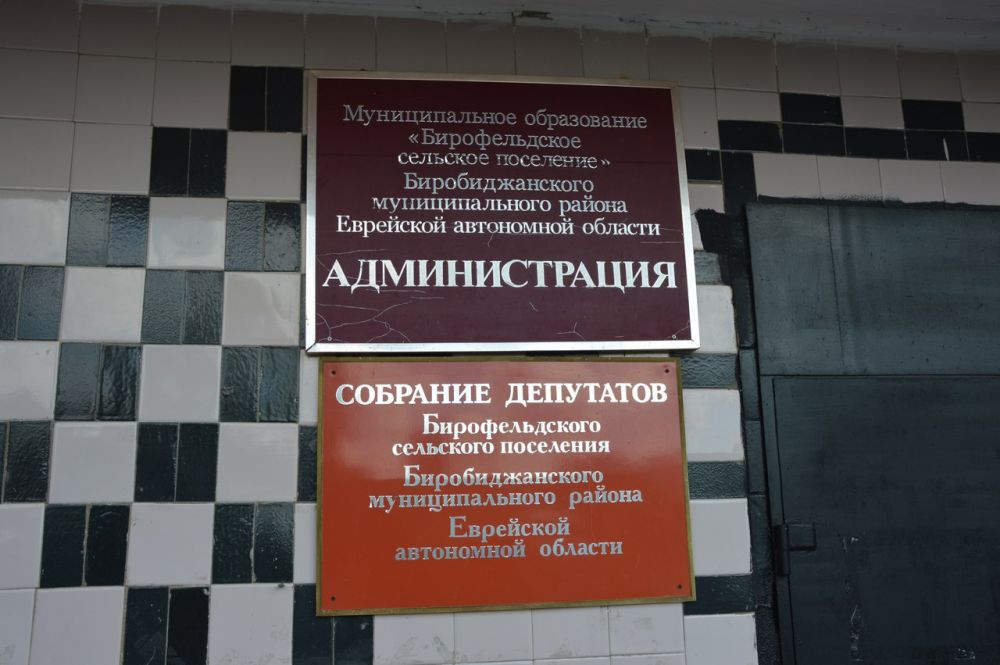 Муниципальное образование
«Бирофельдское
сельское поселение»
Биробиджанского
муниципального района
Еврейской автономной области
АДМИНИСТРАЦИЯ
СОБРАНИЕ ДЕПУТАТОВ
Бирофельдского
сельского поселения
Биробиджанского
муниципального района
Еврейской
автономной области